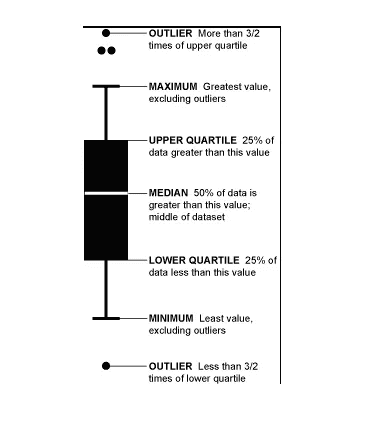 OUTLIER More than 3/2
times of upper quartile
MAXIMUM Greatest value,
excluding outliers
UPPER QUARTILE 25% of
data greater than this value
MEDIAN 50% of data is
greater than this value;
middle of dataset
LOWER QUARTILE 25% of
data less than this value
MINIMUM Least value,
excluding outliers
OUTLIER Less than 3/2
times of lower quartile